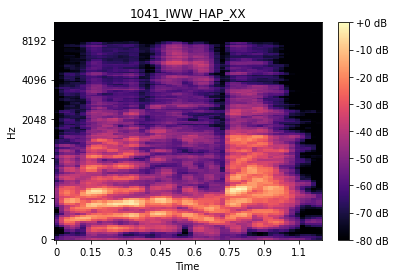 1041_IWW_HAP_XX
8192
4096
2048
1024
512
0
Hz
0
0.15
0.3
0.45
0.6
0.75
0.9
1.1
Time
+0 dB
-10 dB
-20 dB
-30 dB
-40 dB
-50 dB
-60 dB
-70 dB
-80 dB